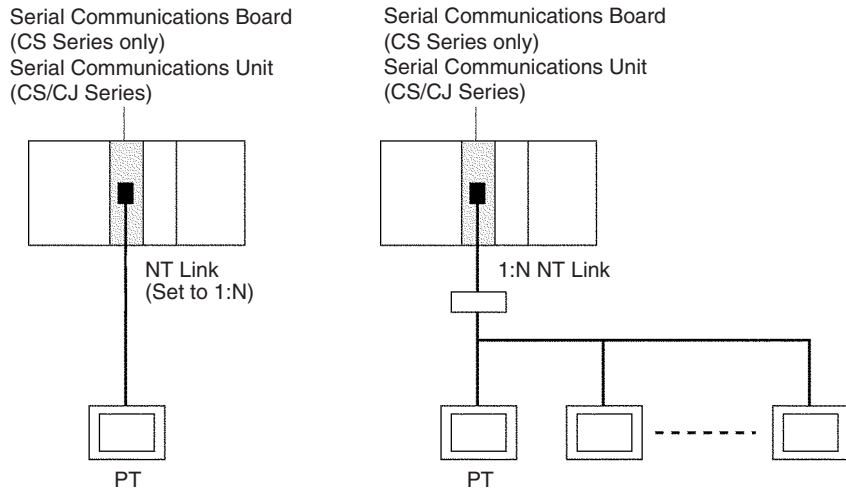 Serial Communications Board
(CS Series only)
Serial Communications Unit
(CS/CJ Series)
NT Link
(Set to 1:N)
PT
Serial Communications Board
(CS Series only)
Serial Communications Unit
(CS/CJ Series)
1:N NT Link
PT